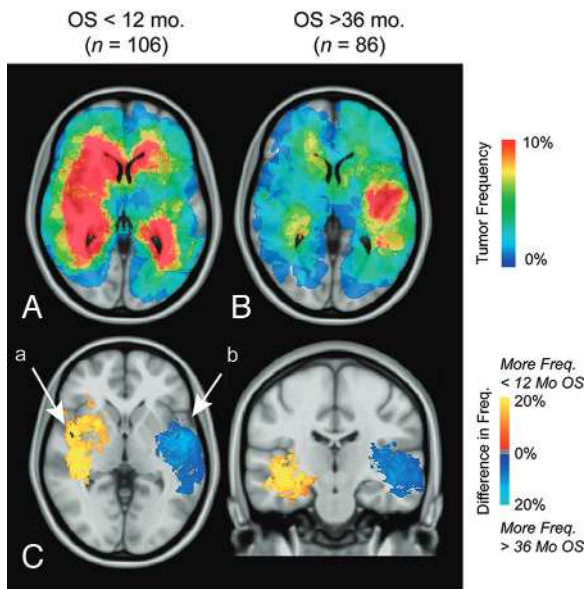 OS < 12 mo.
(n = 106)
OS >36 mo.
(n = 86)
A
B
10%
0%
Tumor Frequency
a
b
C
More Freq.
< 12 Mo OS
20%
0%
20%
Difference in Freq.
More Freq.
> 36 Mo OS